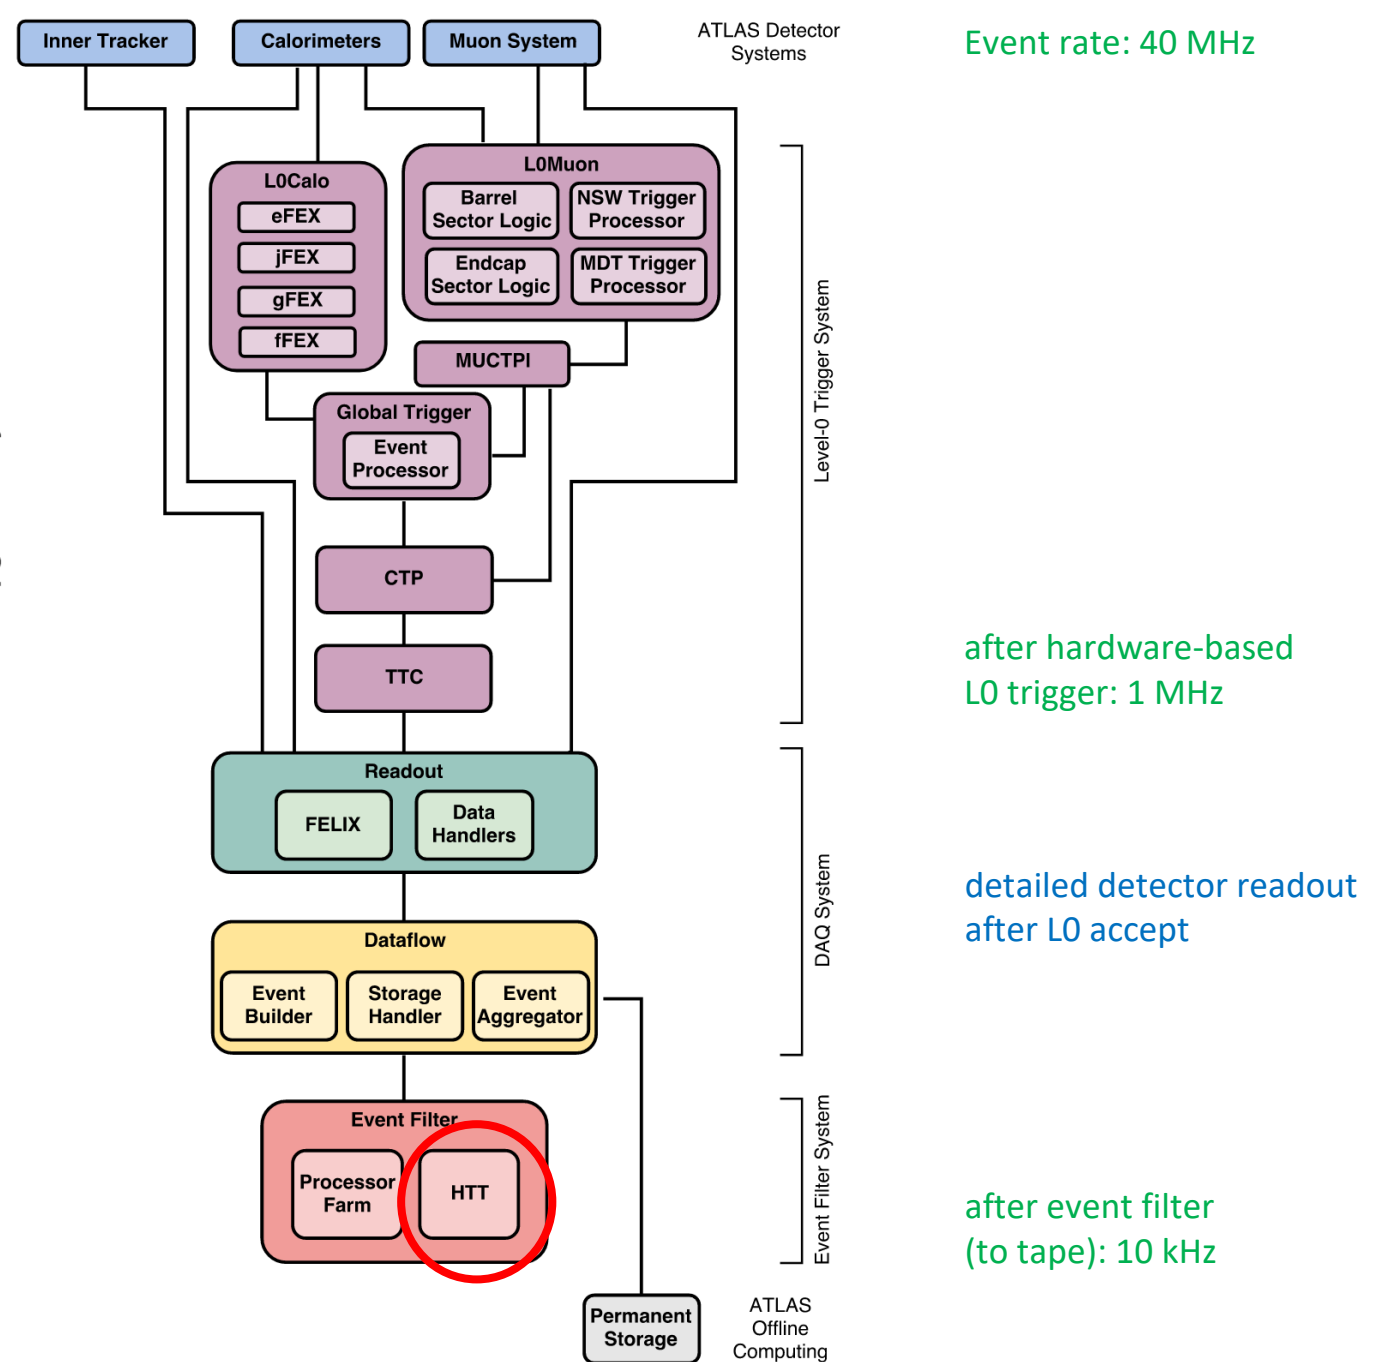 Inner Tracker
Calorimeters
Muon System
ATLAS Detector
Systems
Event rate: 40 MHz
L0Calo
eFEX
jFEX
gFEX
fFEX
L0Muon
Barrel
Sector Logic
NSW Trigger
Processor
Endcap
Sector Logic
MDT Trigger
Processor
MUCTPI
Global Trigger
Event
Processor
CTP
TTC
Level-0 Trigger System
after hardware-based
L0 trigger: 1 MHz
Readout
FELIX
Data
Handlers
Dataflow
Event
Builder
Storage
Handler
Event
Aggregator
DAQ System
detailed detector readout
after L0 accept
Event Filter
Processor
Farm
HTT
Event Filter System
after event filter
(to tape): 10 kHz
Permanent
Storage
ATLAS
Offline
Computing